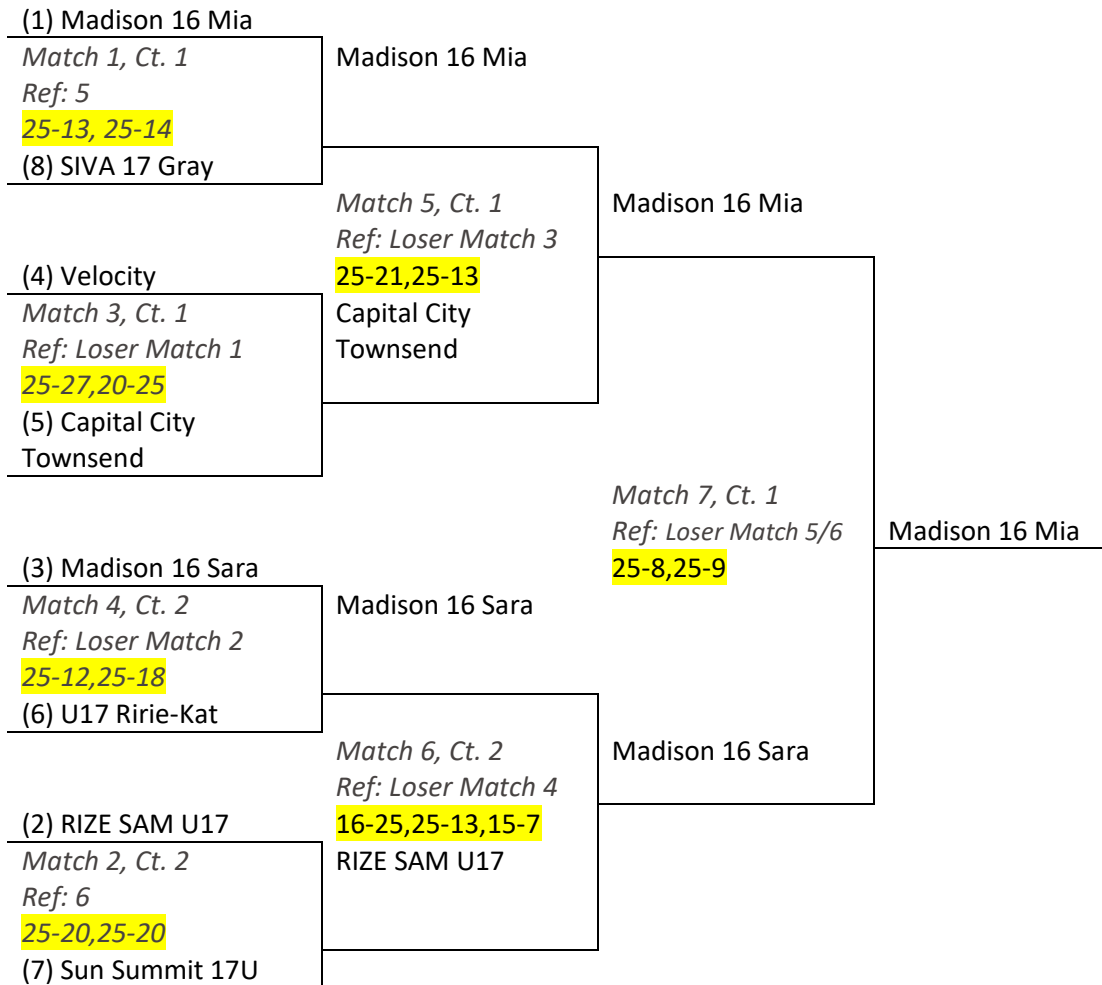 (1) Madison 16 Mia
Match 1, Ct. 1
Ref: 5
25-13, 25-14
(8) SIVA 17 Gray
(4) Velocity
Match 3, Ct. 1
Ref: Loser Match 1
25-27,20-25
(5) Capital City
Townsend
(3) Madison 16 Sara
Match 4, Ct. 2
Ref: Loser Match 2
25-12,25-18
(6) U17 Ririe-Kat
(2) RIZE SAM U17
Match 2, Ct. 2
Ref: 6
25-20,25-20
(7) Sun Summit 17U
Madison 16 Mia
Match 5, Ct. 1
Ref: Loser Match 3
25-21,25-13
Capital City
Townsend
Madison 16 Sara
Match 6, Ct. 2
Ref: Loser Match 4
16-25,25-13,15-7
RIZE SAM U17
Madison 16 Mia
Match 7, Ct. 1
Ref: Loser Match 5/6
25-8,25-9
Madison 16 Sara
Madison 16 Mia